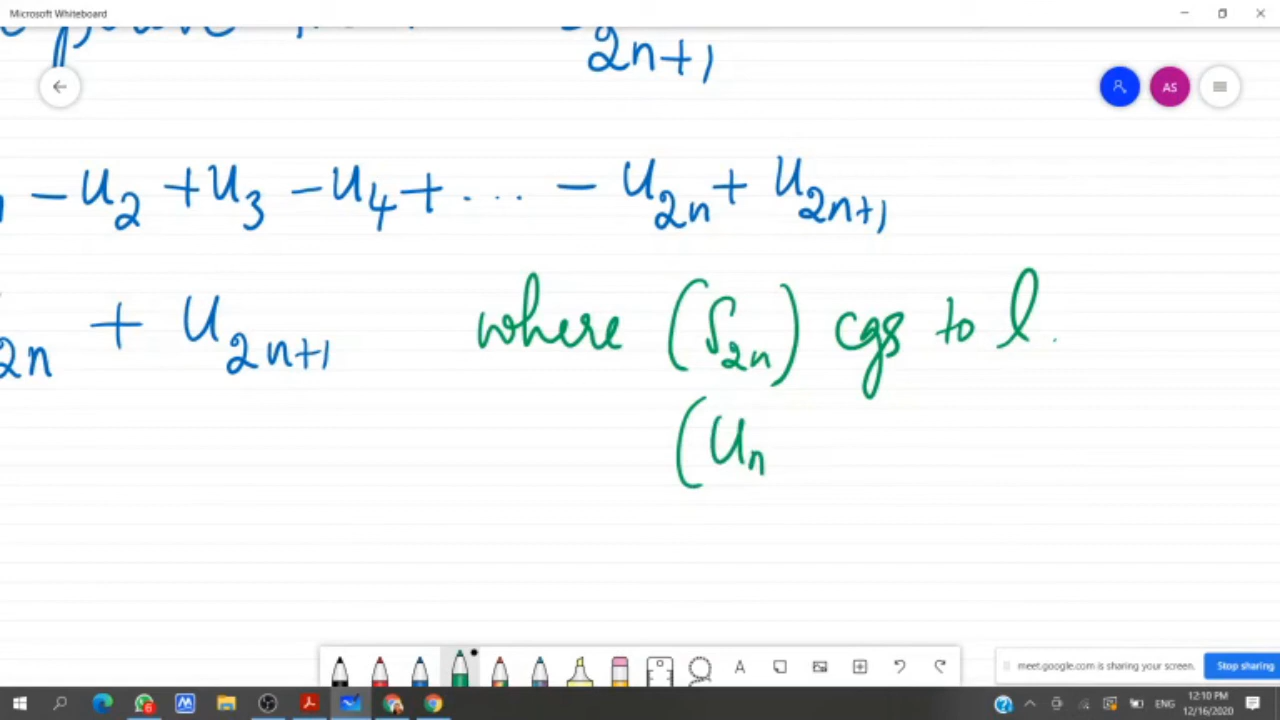 Microsoft Whiteboard
2n+1
AS
- U₂ + U₃ - U₄ + ... - U₂ₙ + U₂ₙ₊₁
₂ₙ + U₂ₙ₊₁ where (S₂ₙ) cgs to l.
(Uₙ
A
meet.google.com is sharing your screen. Stop sharing
ENG 12:10 PM
12/16/2020